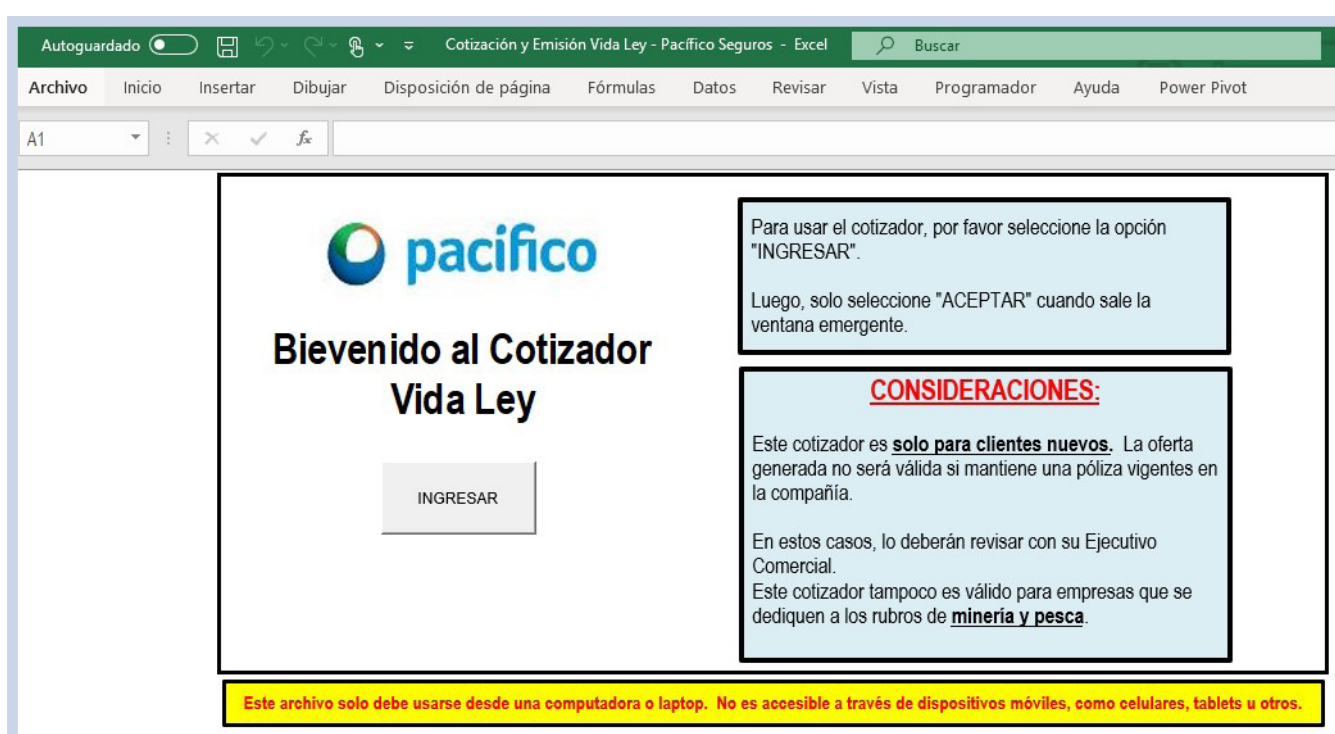 Autoguardado
Cotización y Emisión Vida Ley - Pacífico Seguros - Excel
Buscar
Archivo Inicio Insertar Dibujar Disposición de página Fórmulas Datos Revisar Vista Programador Ayuda Power Pivot
A1
fx
pacífico
Bievenido al Cotizador
Vida Ley
INGRESAR
Para usar el cotizador, por favor seleccione la opción
"INGRESAR".
Luego, solo seleccione "ACEPTAR" cuando sale la
ventana emergente.
CONSIDERACIONES:
Este cotizador es solo para clientes nuevos. La oferta
generada no será válida si mantiene una póliza vigentes en
la compañía.
En estos casos, lo deberán revisar con su Ejecutivo
Comercial.
Este cotizador tampoco es válido para empresas que se
dediquen a los rubros de minería y pesca.
Este archivo solo debe usarse desde una computadora o laptop. No es accesible a través de dispositivos móviles, como celulares, tablets u otros.